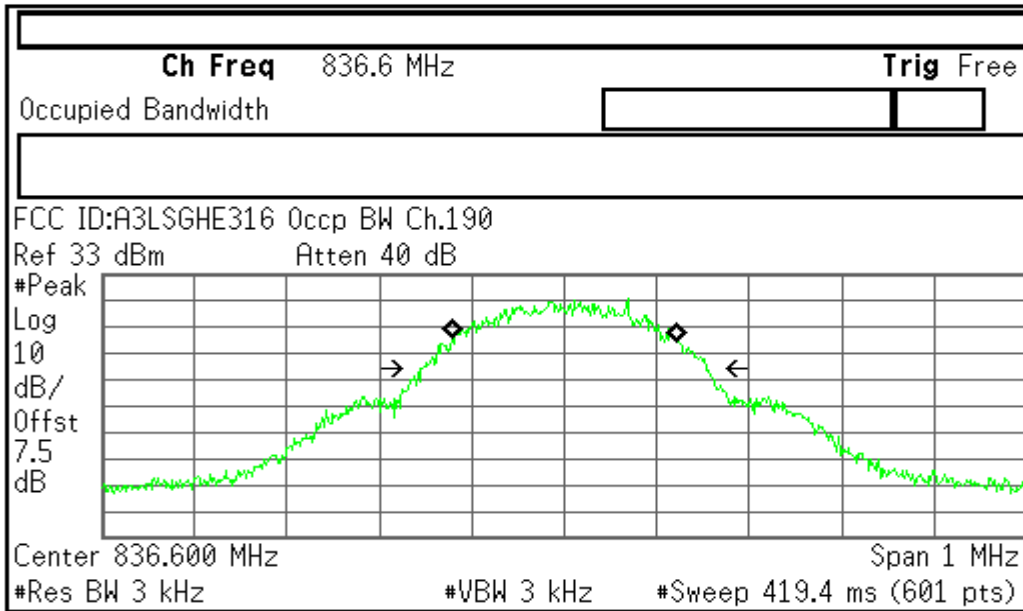 Ch Freq 836.6 MHz Trig Free
Occupied Bandwidth
FCC ID:A3LSGHE316 Occp BW Ch.190
Ref 33 dBm Atten 40 dB
#Peak
Log
10
dB/
Offst
7.5
dB
Center 836.600 MHz Span 1 MHz
#Res BW 3 kHz #VBW 3 kHz #Sweep 419.4 ms (601 pts)